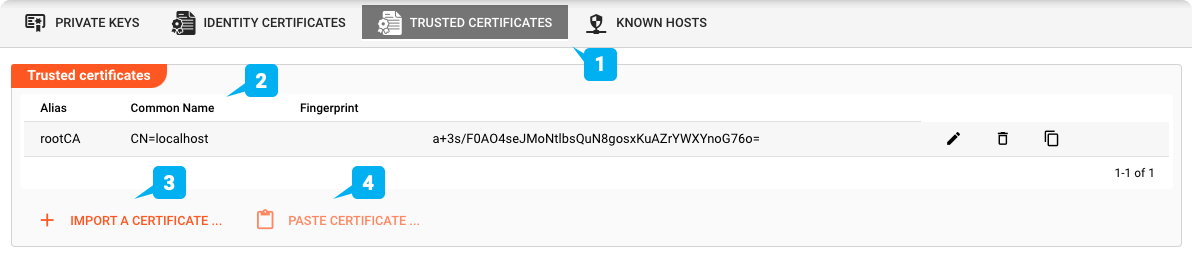 PRIVATE KEYS IDENTITY CERTIFICATES TRUSTED CERTIFICATES KNOWN HOSTS
1
Trusted certificates
2
Alias Common Name Fingerprint
rootCA CN=localhost a+3s/F0AO4seJMoNtlbsQuN8gosxKuAZrYWXYnoG76o=
1-1 of 1
3 4
IMPORT A CERTIFICATE ... PASTE CERTIFICATE ...